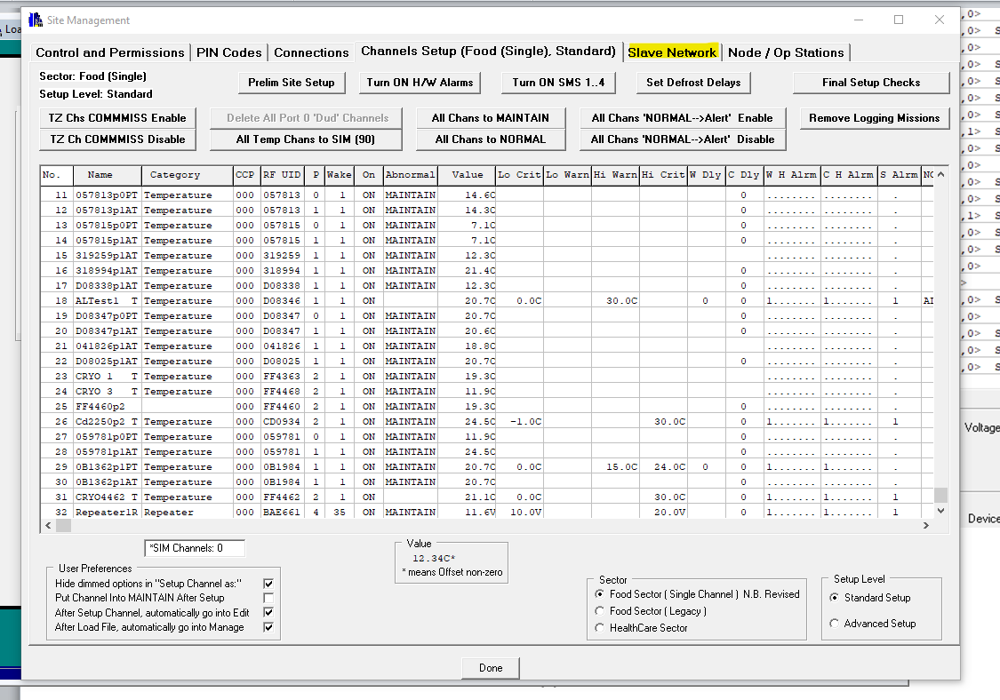 Site Management
Loa
Control and Permissions PIN Codes Connections Channels Setup (Food (Single), Standard) Slave Network Node / Op Stations
Sector: Food (Single)
Setup Level: Standard
Prelim Site Setup Turn ON H/W Alarms Turn ON SMS 1..4 Set Defrost Delays Final Setup Checks
TZ Chs COMMMISS Enable Delete All Port 0 'Dud' Channels All Chans to MAINTAIN All Chans 'NORMAL-->Alert' Enable Remove Logging Missions
TZ Ch COMMMISS Disable All Temp Chans to SIM (90) All Chans to NORMAL All Chans 'NORMAL-->Alert' Disable
No. Name Category CCP RF UID P Wake On Abnormal Value Lo Crit Lo Warn Hi Warn Hi Crit W Dly C Dly W H Alrm C H Alrm S Alrm NO
11 057813p0PT Temperature 000 057813 0 1 ON MAINTAIN 14.6C 0 ........ ........ .
12 057813p1AT Temperature 000 057813 1 1 ON MAINTAIN 14.3C 0 ........ ........ .
13 057815p0PT Temperature 000 057815 0 1 ON MAINTAIN 7.1C 0 ........ ........ .
14 057815p1AT Temperature 000 057815 1 1 ON MAINTAIN 7.1C 0 ........ ........ .
15 319259p1AT Temperature 000 319259 1 1 ON MAINTAIN 12.3C ........ ........ .
16 318994p1AT Temperature 000 318994 1 1 ON MAINTAIN 21.4C 0 ........ ........ .
17 D08338p1AT Temperature 000 D08338 1 1 ON MAINTAIN 12.3C 0 ........ ........ .
18 ALTest1 T Temperature 000 D08346 1 1 ON 20.7C 0.0C 30.0C 0 0 1....... 1....... 1 AI
19 D08347p0PT Temperature 000 D08347 0 1 ON MAINTAIN 20.7C 0 ........ ........ .
20 D08347p1AT Temperature 000 D08347 1 1 ON MAINTAIN 20.6C 0 ........ ........ .
21 041826p1AT Temperature 000 041826 1 1 ON MAINTAIN 18.8C ........ ........ .
22 D08025p1AT Temperature 000 D08025 1 1 ON MAINTAIN 20.7C 0 ........ ........ .
23 CRYO 1 T Temperature 000 FF4363 2 1 ON MAINTAIN 19.3C ........ ........ .
24 CRYO 3 T Temperature 000 FF4468 2 1 ON MAINTAIN 11.9C ........ ........ .
25 FF4460p2 000 FF4460 2 1 ON MAINTAIN 19.3C 0 ........ ........ .
26 Cd2250p2 T Temperature 000 CD0934 2 1 ON MAINTAIN 24.5C -1.0C 30.0C 0 1....... 1....... 1
27 059781p0PT Temperature 000 059781 0 1 ON MAINTAIN 11.9C 0 ........ ........ .
28 059781p1AT Temperature 000 059781 1 1 ON MAINTAIN 24.5C 0 ........ ........ .
29 0B1362p1PT Temperature 000 0B1984 0 1 ON MAINTAIN 20.7C 0.0C 15.0C 24.0C 0 0 1....... 1....... 1
30 0B1362p1AT Temperature 000 0B1984 1 1 ON MAINTAIN 20.7C 0 ........ ........ .
31 CRYO4462 T Temperature 000 FF4462 2 1 ON 21.1C 0.0C 30.0C 0 1....... 1....... 1
32 Repeater1R Repeater 000 BAE661 4 35 ON MAINTAIN 11.6V 10.0V 20.0V 0 1....... 1....... 1
Voltage
Device
*SIM Channels: 0
Value
12.34C*
* means Offset non-zero
User Preferences
Hide dimmed options in "Setup Channel as:"
Put Channel Into MAINTAIN After Setup
After Setup Channel, automatically go into Edit
After Load File, automatically go into Manage
Sector
Food Sector ( Single Channel ) N.B. Revised
Food Sector ( Legacy )
HealthCare Sector
Setup Level
Standard Setup
Advanced Setup
Done